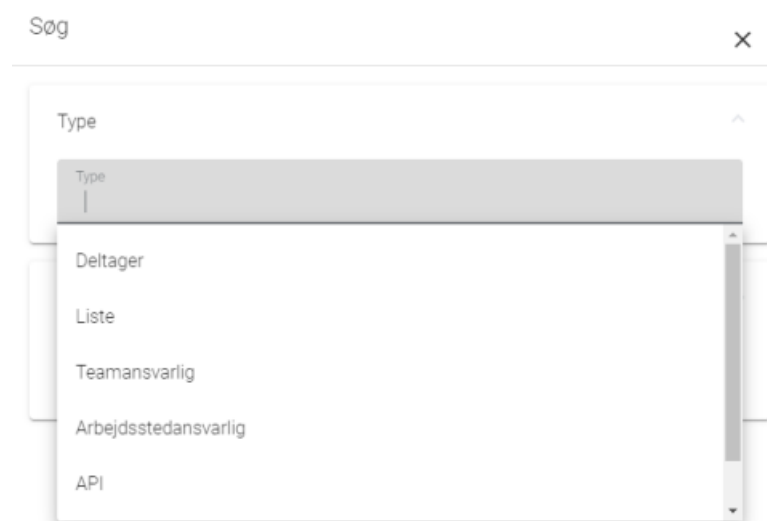 Søg
Type
Type
Deltager
Liste
Teamansvarlig
Arbejdsstedansvarlig
API